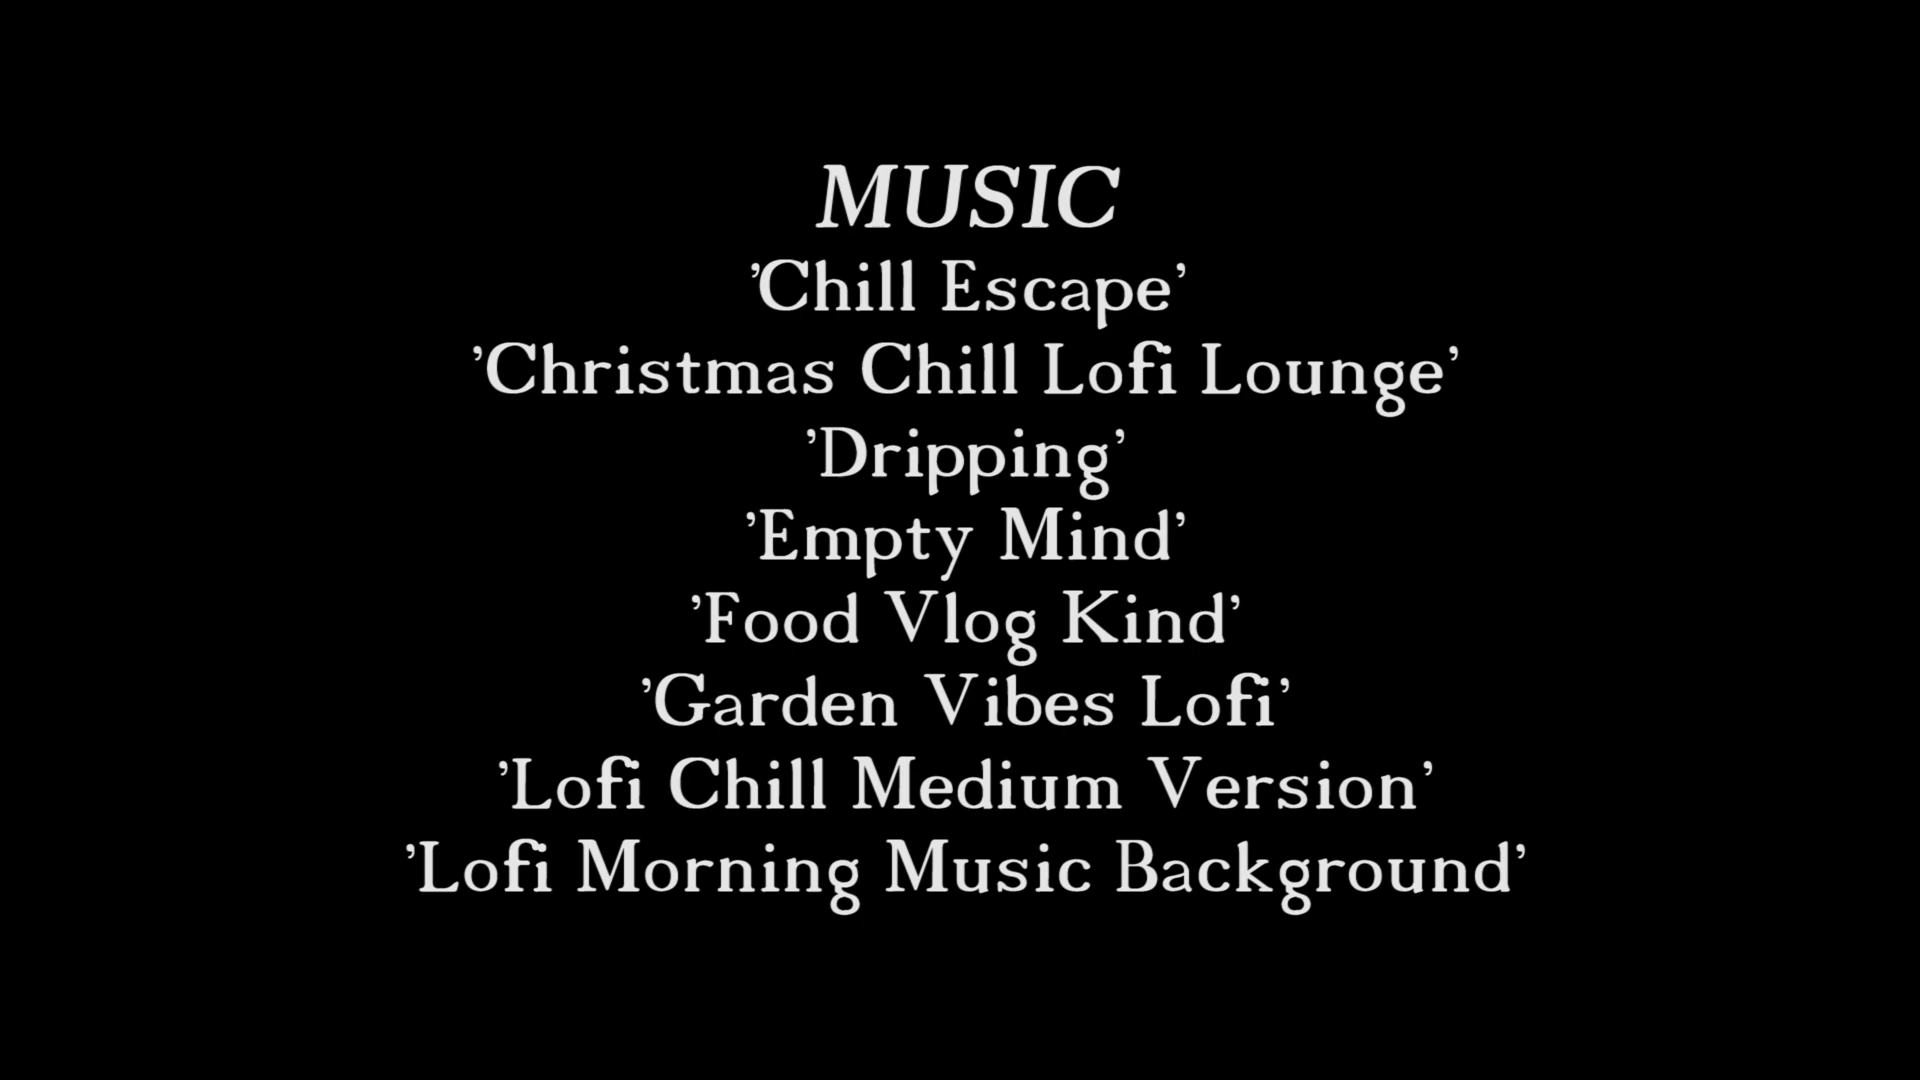 MUSIC
’Chill Escape’
’Christmas Chill Lofi Lounge’
’Dripping’
’Empty Mind’
’Food Vlog Kind’
’Garden Vibes Lofi’
’Lofi Chill Medium Version’
’Lofi Morning Music Background’